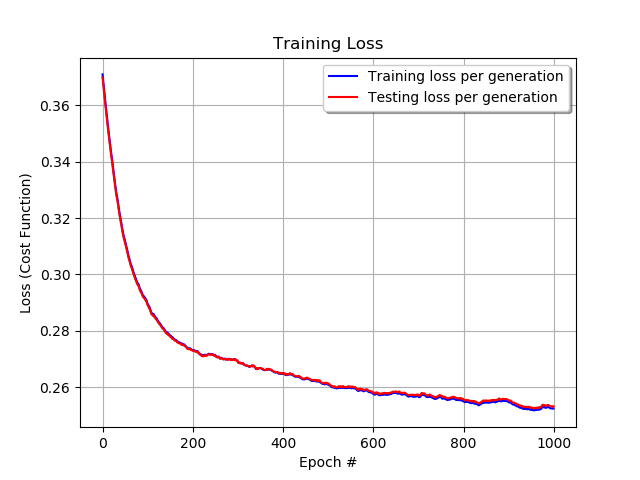 Training Loss
Training loss per generation
Testing loss per generation
0.36
0.34
0.32
0.30
0.28
0.26
Loss (Cost Function)
0 200 400 600 800 1000
Epoch #